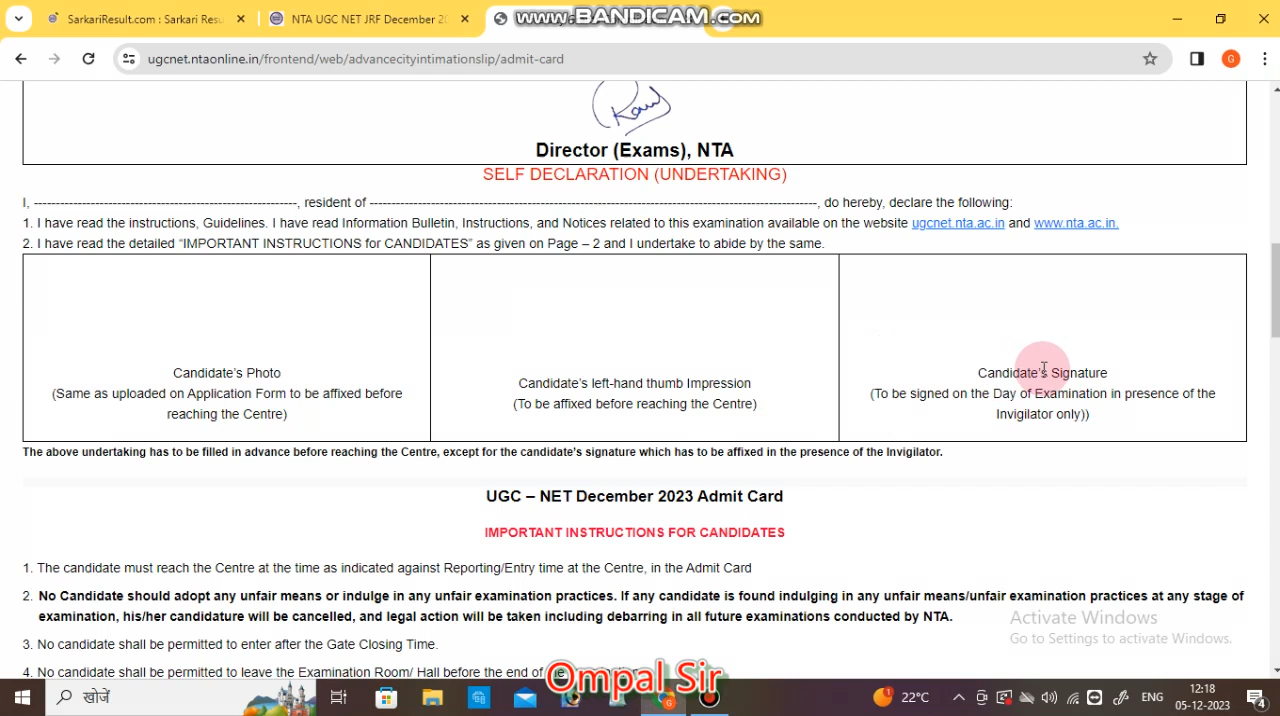 SarkariResult.com : Sarkari Resu
NTA UGC NET JRF December 20
www.BANDICAM.com
ugcnet.ntaonline.in/frontend/web/advancecityintimationslip/admit-card
G
Director (Exams), NTA
SELF DECLARATION (UNDERTAKING)
I, ------------------------------------------------, resident of ---------------------------------------------------------------------------------, do hereby, declare the following:
1. I have read the instructions, Guidelines. I have read Information Bulletin, Instructions, and Notices related to this examination available on the website ugcnet.nta.ac.in and www.nta.ac.in.
2. I have read the detailed “IMPORTANT INSTRUCTIONS for CANDIDATES” as given on Page – 2 and I undertake to abide by the same.
Candidate’s Photo
(Same as uploaded on Application Form to be affixed before
reaching the Centre)
Candidate’s left-hand thumb Impression
(To be affixed before reaching the Centre)
Candidate’s Signature
(To be signed on the Day of Examination in presence of the
Invigilator only))
The above undertaking has to be filled in advance before reaching the Centre, except for the candidate's signature which has to be affixed in the presence of the Invigilator.
UGC – NET December 2023 Admit Card
IMPORTANT INSTRUCTIONS FOR CANDIDATES
1. The candidate must reach the Centre at the time as indicated against Reporting/Entry time at the Centre, in the Admit Card
2. No Candidate should adopt any unfair means or indulge in any unfair examination practices. If any candidate is found indulging in any unfair means/unfair examination practices at any stage of
examination, his/her candidature will be cancelled, and legal action will be taken including debarring in all future examinations conducted by NTA.
3. No candidate shall be permitted to enter after the Gate Closing Time.
4. No candidate shall be permitted to leave the Examination Room/ Hall before the end of
Activate Windows
Go to Settings to activate Windows.
Ompal Sir
खोजें
1
22°C
ENG
12:18
05-12-2023
4